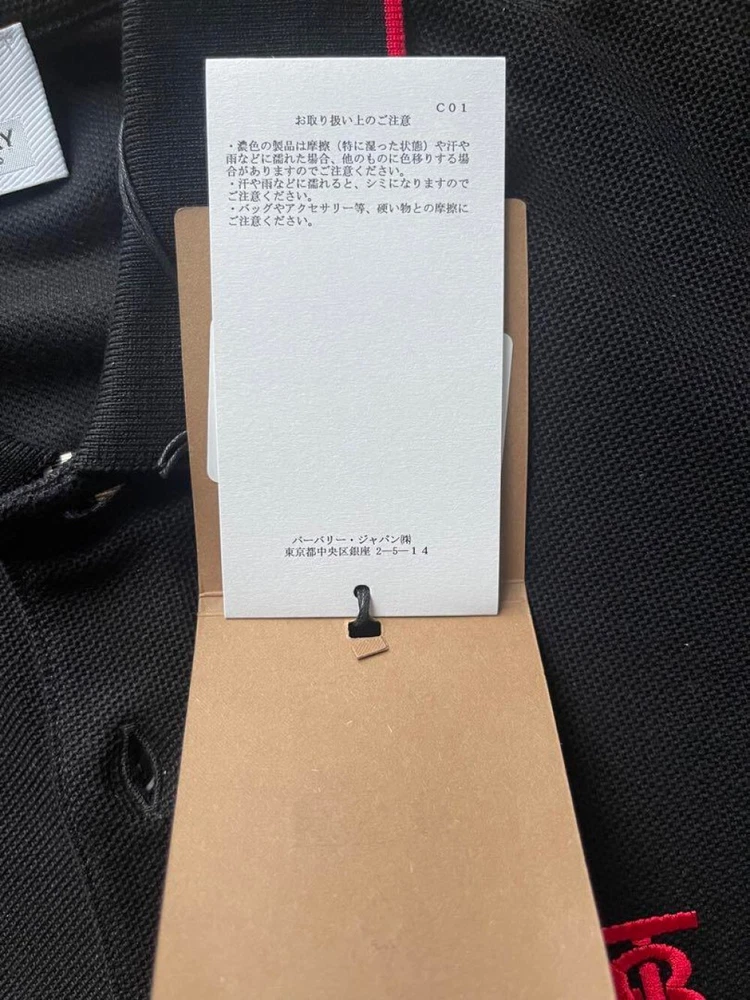 C01
お取り扱い上のご注意
・濃色の製品は摩擦（特に湿った状態）や汗や
雨などに濡れた場合、他のものに色移りする場
合がありますのでご注意ください。
・汗や雨などに濡れると、シミになりますので
ご注意ください。
・バッグやアクセサリー等、硬い物との摩擦に
ご注意ください。
バーバリー・ジャパン㈱
東京都中央区銀座 2―5―14